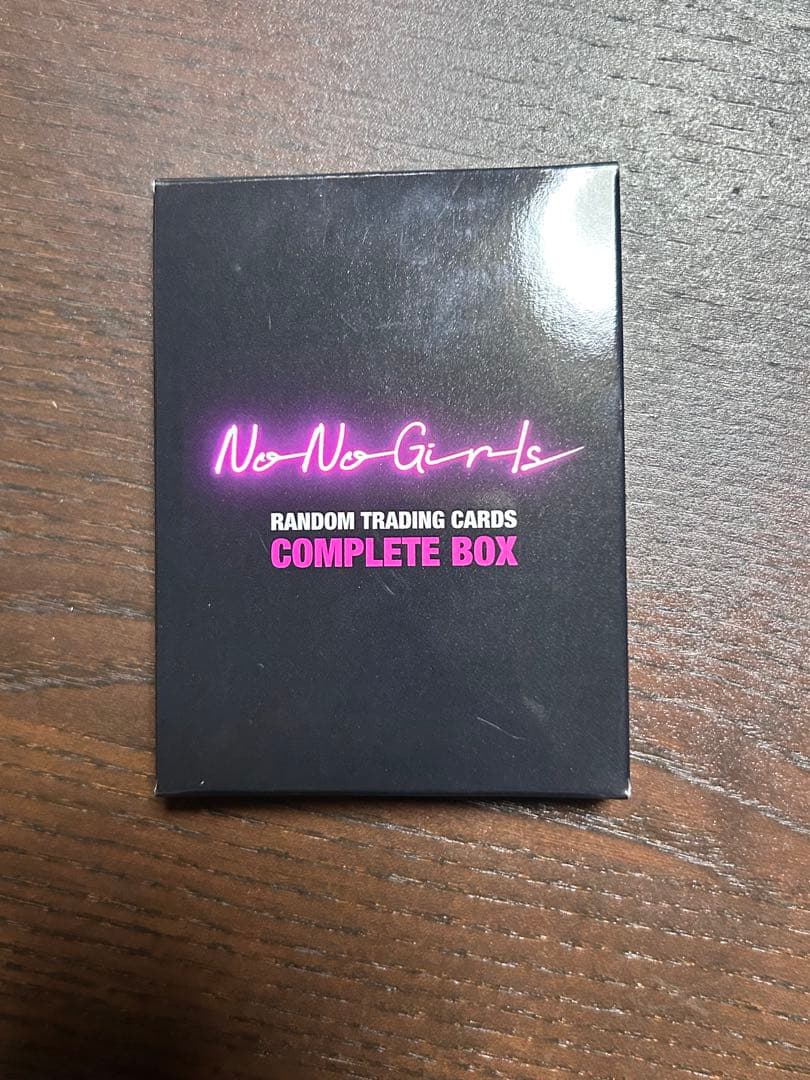 No No Girls
RANDOM TRADING CARDS
COMPLETE BOX